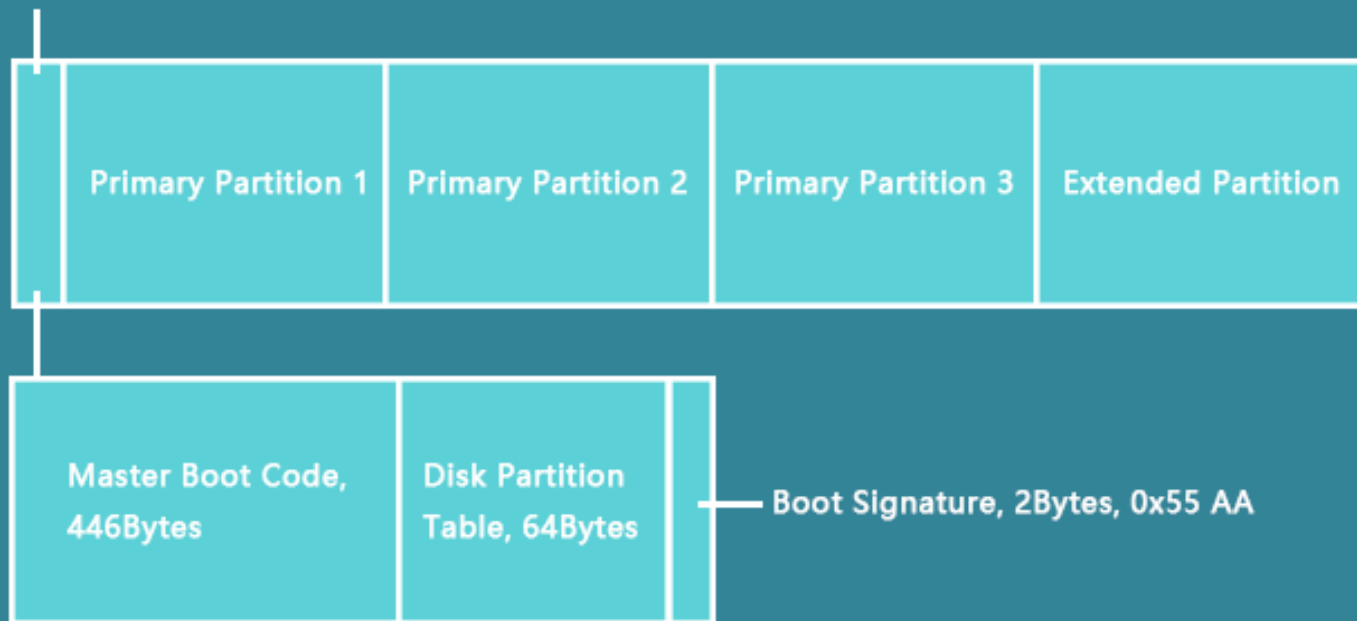 Primary Partition 1
Primary Partition 2
Primary Partition 3
Extended Partition
Master Boot Code,
446Bytes
Disk Partition
Table, 64Bytes
Boot Signature, 2Bytes, 0x55 AA